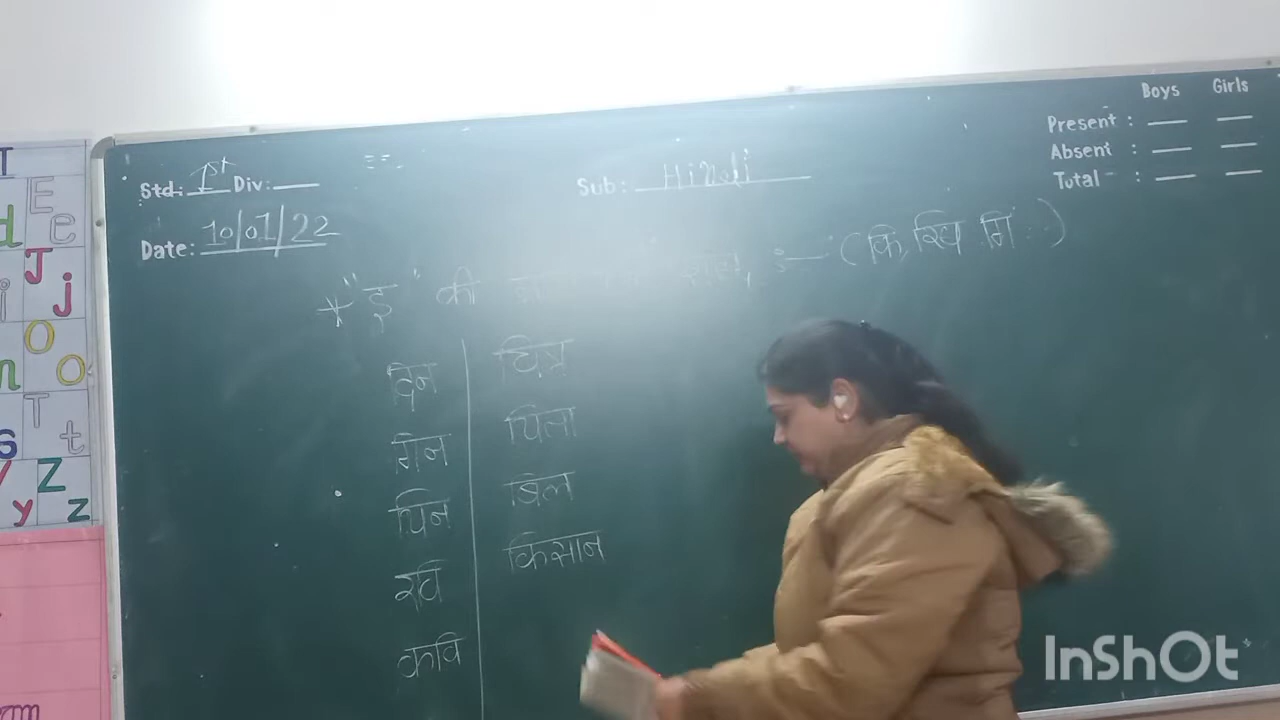 Boys Girls
Present : — —
Absent : — —
Total : — —
Std: 1st Div:
Sub: Hindi
Date: 10/01/22
* "इ" की :— (कि, खि गि )
दिन
गिन
पिन
रवि
कवि
चित्र
पिता
बिल
किसान
E
d e
J
i j
O
n o
T
s t
Z
y z
InShOt